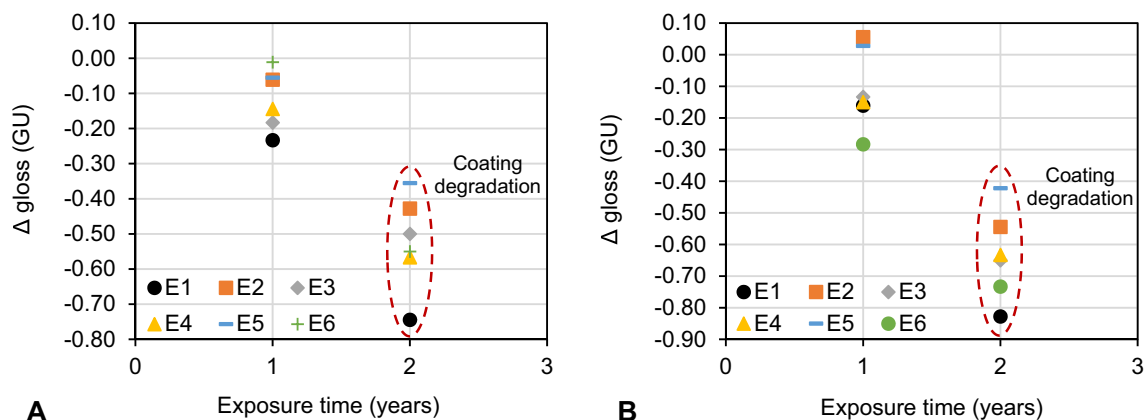 0.10
0.00
-0.10
-0.20
-0.30
-0.40
-0.50
-0.60
-0.70
-0.80
Δ gloss (GU)
Coating
degradation
E1 E2 E3
E4 E5 E6
0 1 2 3
Exposure time (years)
A
0.10
0.00
-0.10
-0.20
-0.30
-0.40
-0.50
-0.60
-0.70
-0.80
-0.90
Δ gloss (GU)
Coating
degradation
E1 E2 E3
E4 E5 E6
0 1 2 3
Exposure time (years)
B